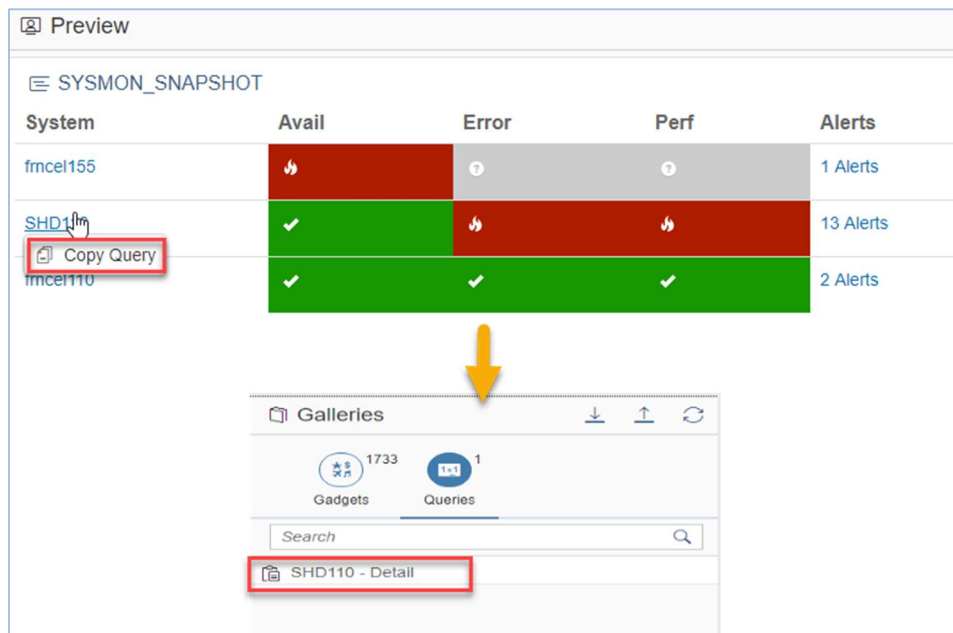 Preview
SYSMON_SNAPSHOT
System Avail Error Perf Alerts
frncel155 1 Alerts
SHD110 13 Alerts
Copy Query
frncel110 2 Alerts
Galleries
1733 1
Gadgets Queries
Search
SHD110 - Detail